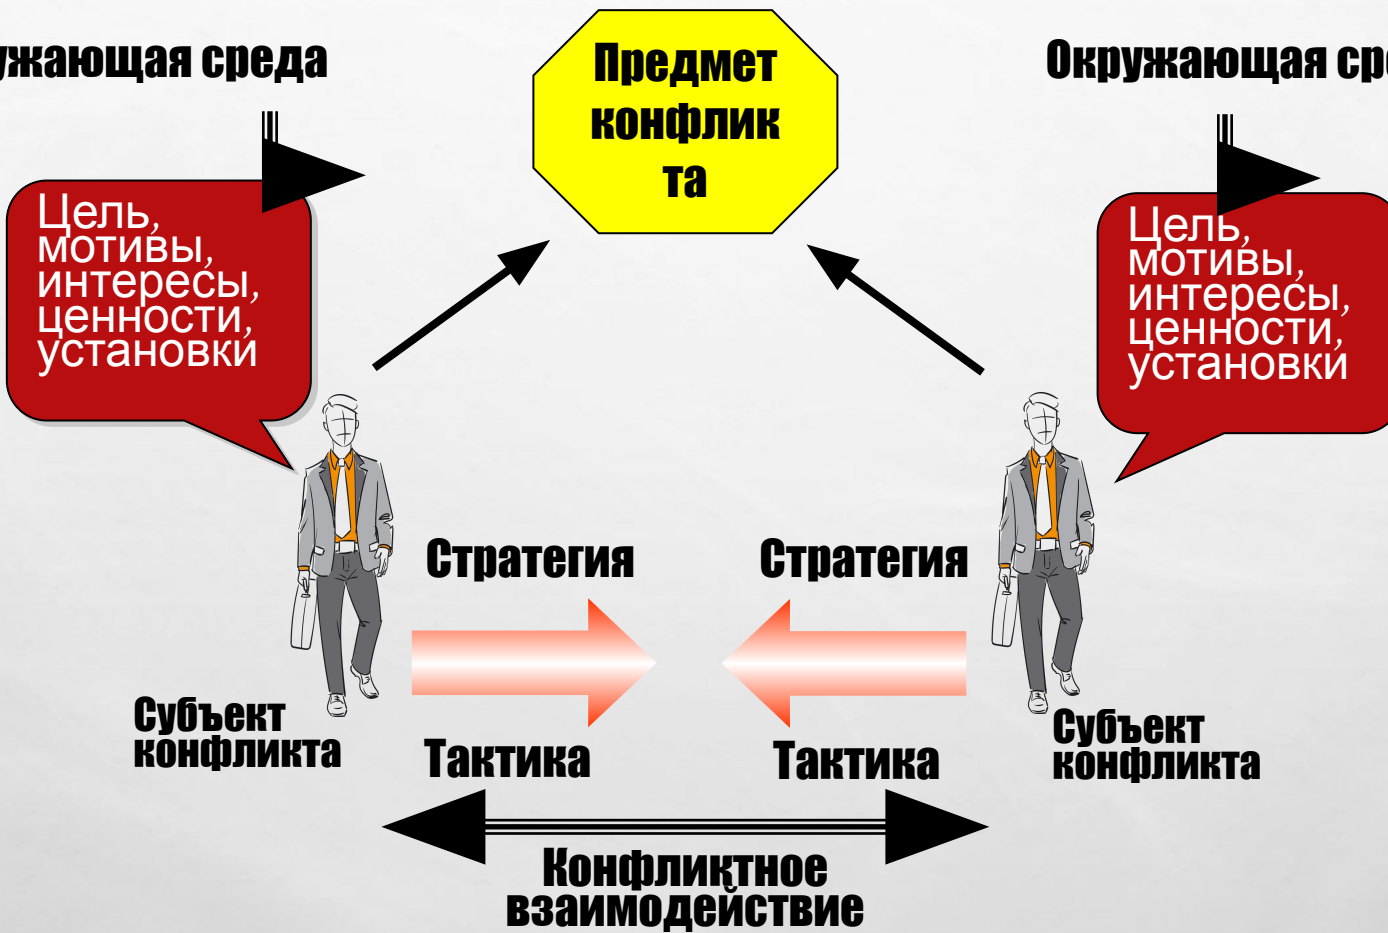 ужающая среда
Предмет
конфлик
та
Окружающая сре
Цель,
мотивы,
интересы,
ценности,
установки
Цель,
мотивы,
интересы,
ценности,
установки
Стратегия
Стратегия
Субъект
конфликта
Тактика
Тактика
Субъект
конфликта
Конфликтное
взаимодействие